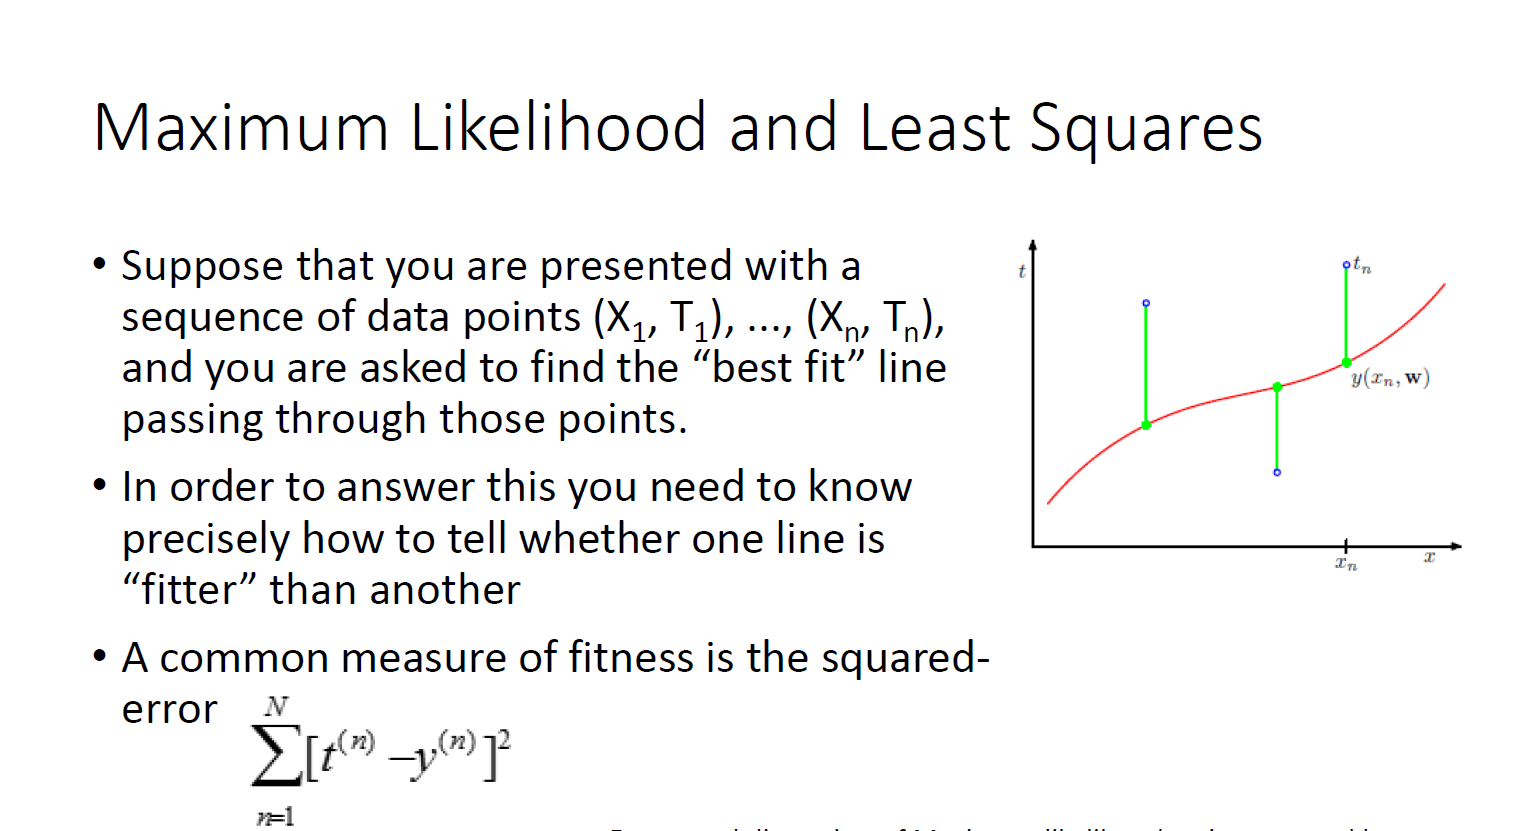 Maximum Likelihood and Least Squares
• Suppose that you are presented with a
sequence of data points (X₁, T₁), ..., (Xₙ, Tₙ),
and you are asked to find the “best fit” line
passing through those points.
• In order to answer this you need to know
precisely how to tell whether one line is
“fitter” than another
• A common measure of fitness is the squared-
error
N
∑[t⁽ⁿ⁾ –y⁽ⁿ⁾]²
n=1
t
tₙ
y(xₙ, w)
xₙ
x